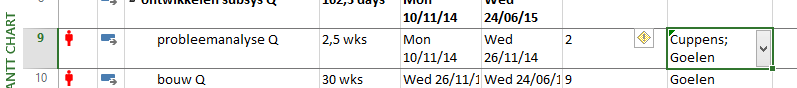 ontwikkelen subsys Q 102,5 days Mon Wed
10/11/14 24/06/15
9 probleemanalyse Q 2,5 wks Mon Wed 2 Cuppens;
10/11/14 26/11/14 Goelen
10 bouw Q 30 wks Wed 26/11/1 Wed 24/06/1 9 Goelen
ANTT CHART